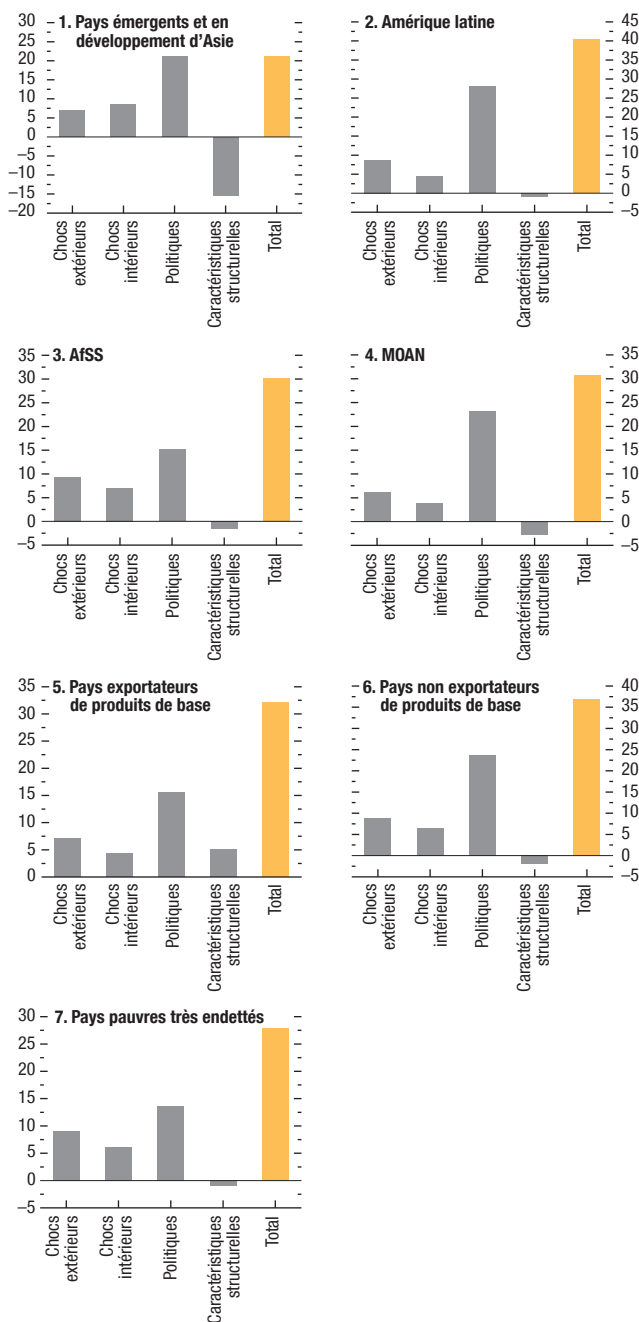 1. Pays émergents et en
développement d’Asie
30
25
20
15
10
5
0
–5
–10
–15
–20
Chocs
extérieurs
Chocs
intérieurs
Politiques
Caractéristiques
structurelles
Total
2. Amérique latine
45
40
35
30
25
20
15
10
5
0
–5
Chocs
extérieurs
Chocs
intérieurs
Politiques
Caractéristiques
structurelles
Total
3. AfSS
35
30
25
20
15
10
5
0
–5
Chocs
extérieurs
Chocs
intérieurs
Politiques
Caractéristiques
structurelles
Total
4. MOAN
35
30
25
20
15
10
5
0
–5
Chocs
extérieurs
Chocs
intérieurs
Politiques
Caractéristiques
structurelles
Total
5. Pays exportateurs
de produits de base
35
30
25
20
15
10
5
0
Chocs
extérieurs
Chocs
intérieurs
Politiques
Caractéristiques
structurelles
Total
6. Pays non exportateurs
de produits de base
40
35
30
25
20
15
10
5
0
–5
Chocs
extérieurs
Chocs
intérieurs
Politiques
Caractéristiques
structurelles
Total
7. Pays pauvres très endettés
30
25
20
15
10
5
0
–5
Chocs
extérieurs
Chocs
intérieurs
Politiques
Caractéristiques
structurelles
Total